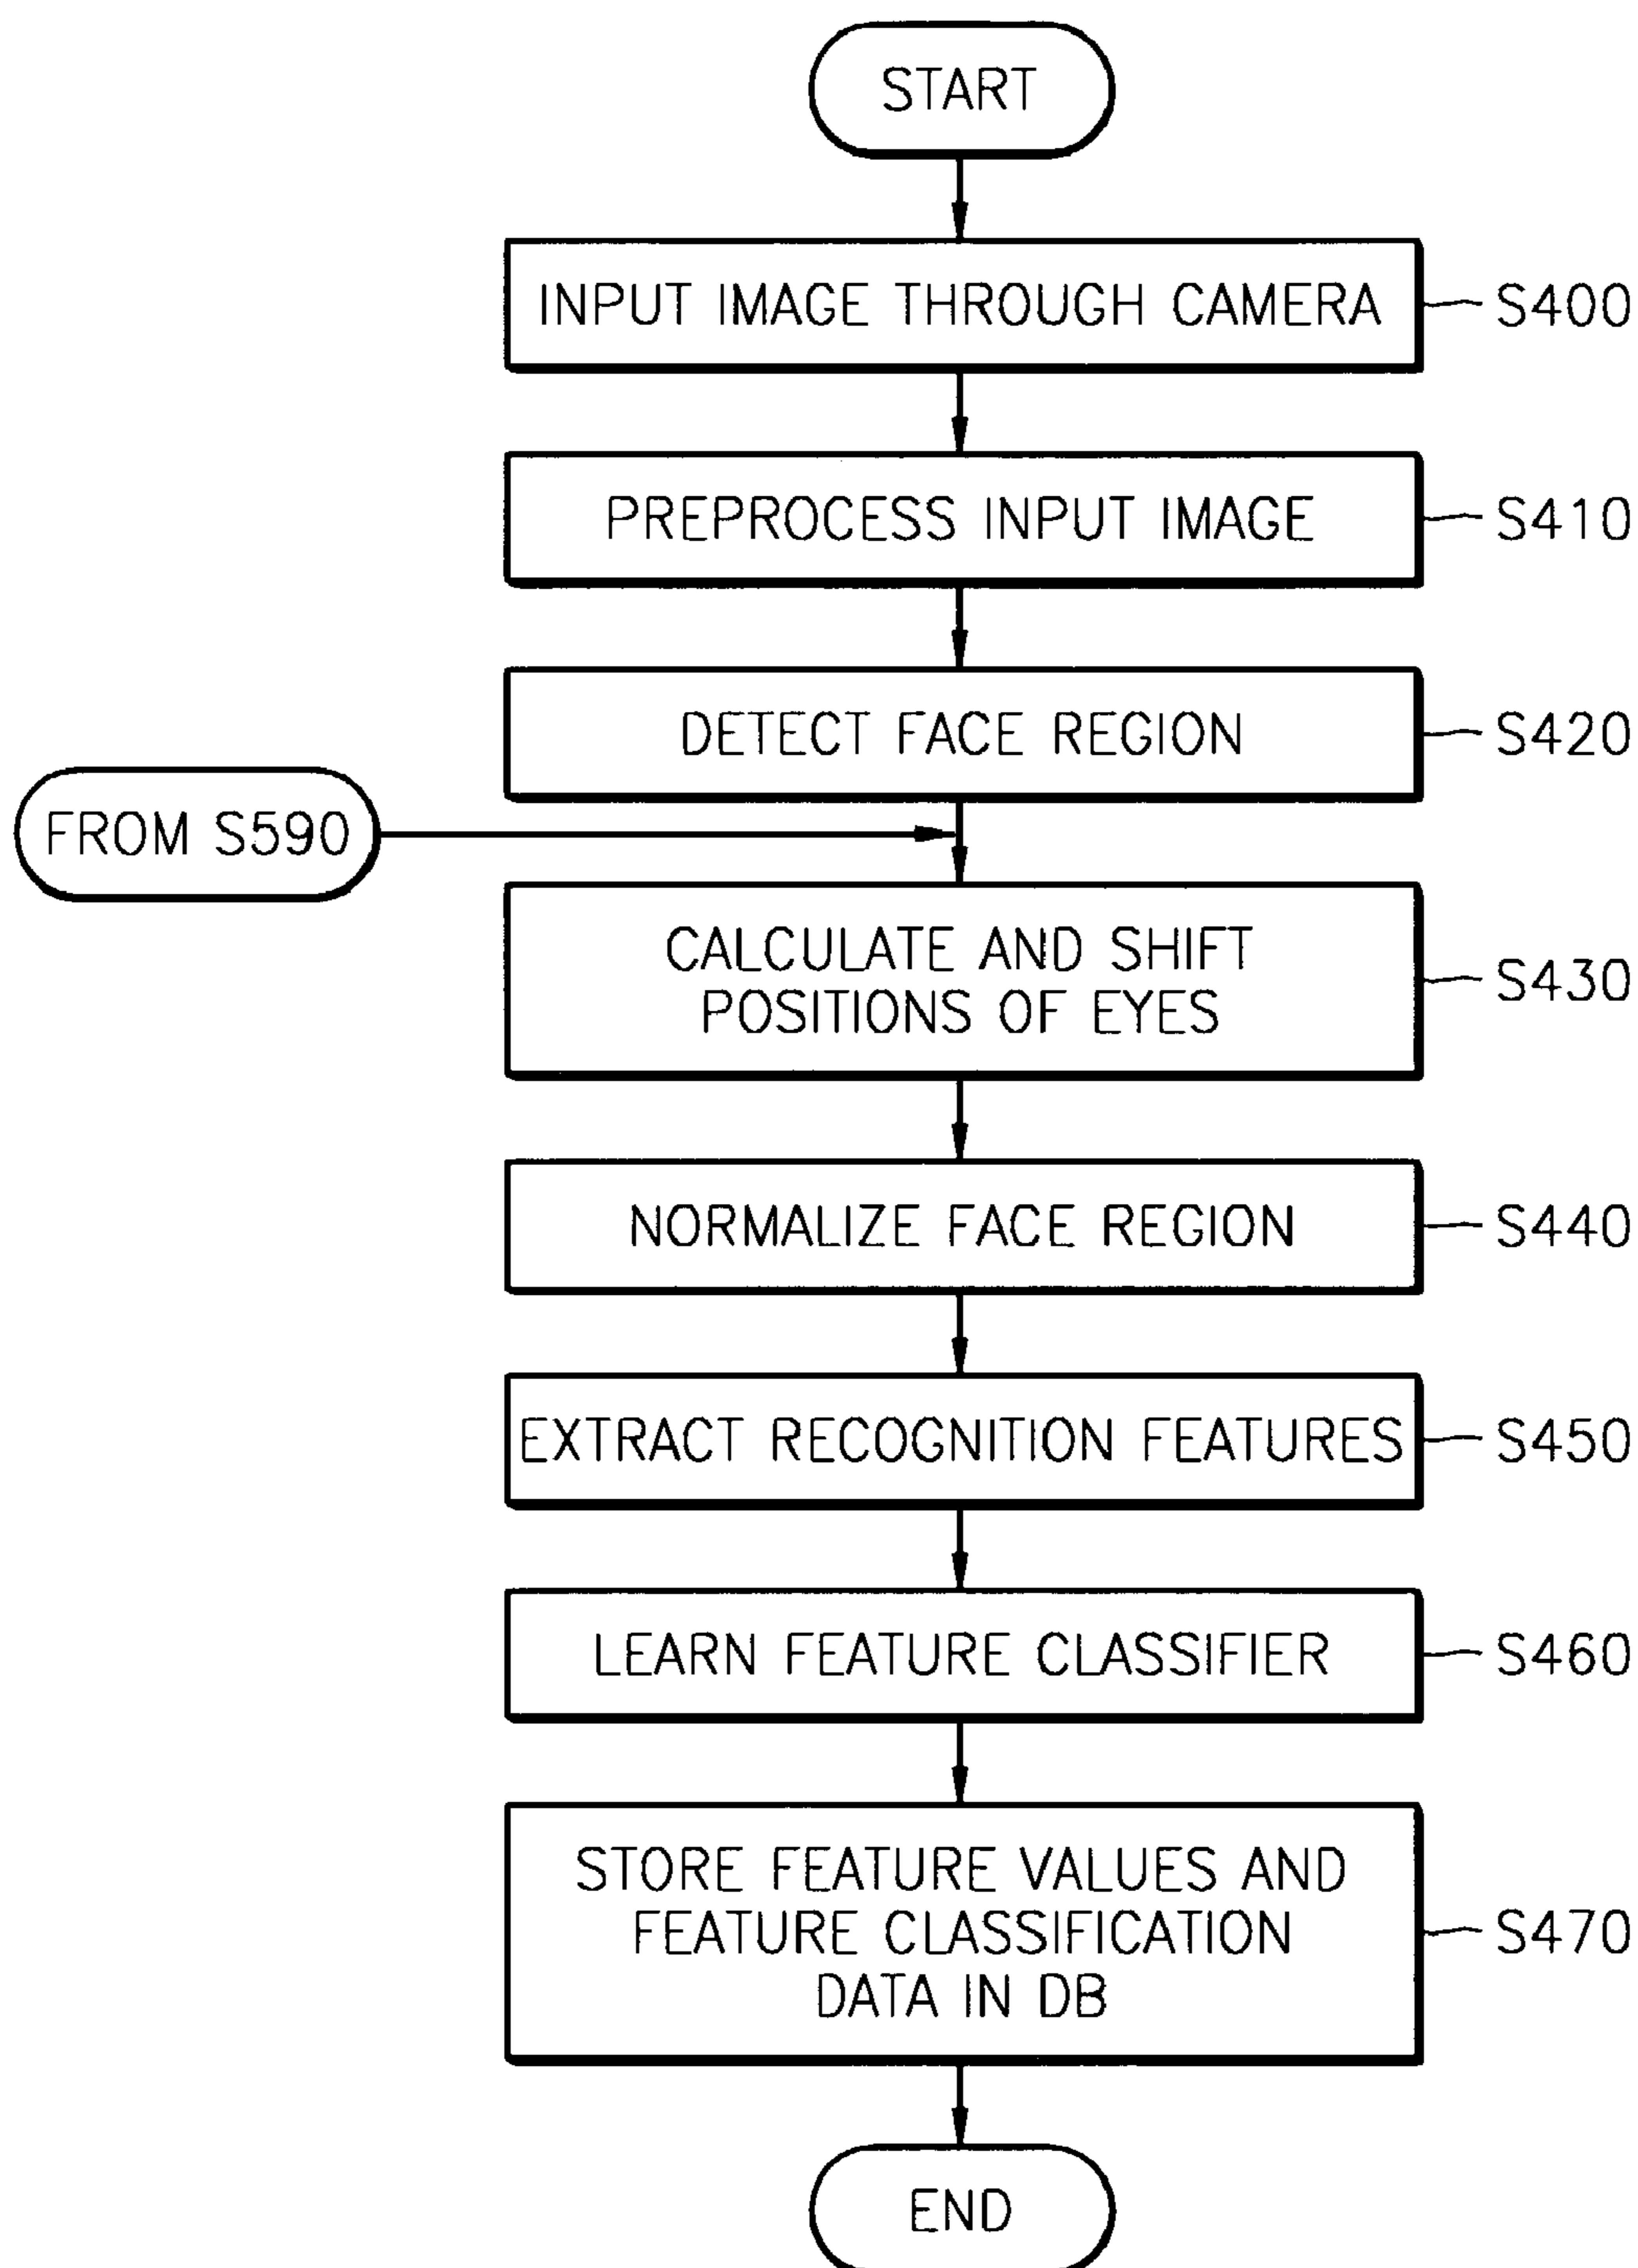 START
INPUT IMAGE THROUGH CAMERA
S400
PREPROCESS INPUT IMAGE
S410
DETECT FACE REGION
S420
FROM S590
CALCULATE AND SHIFT
POSITIONS OF EYES
S430
NORMALIZE FACE REGION
S440
EXTRACT RECOGNITION FEATURES
S450
LEARN FEATURE CLASSIFIER
S460
STORE FEATURE VALUES AND
FEATURE CLASSIFICATION
DATA IN DB
S470
END